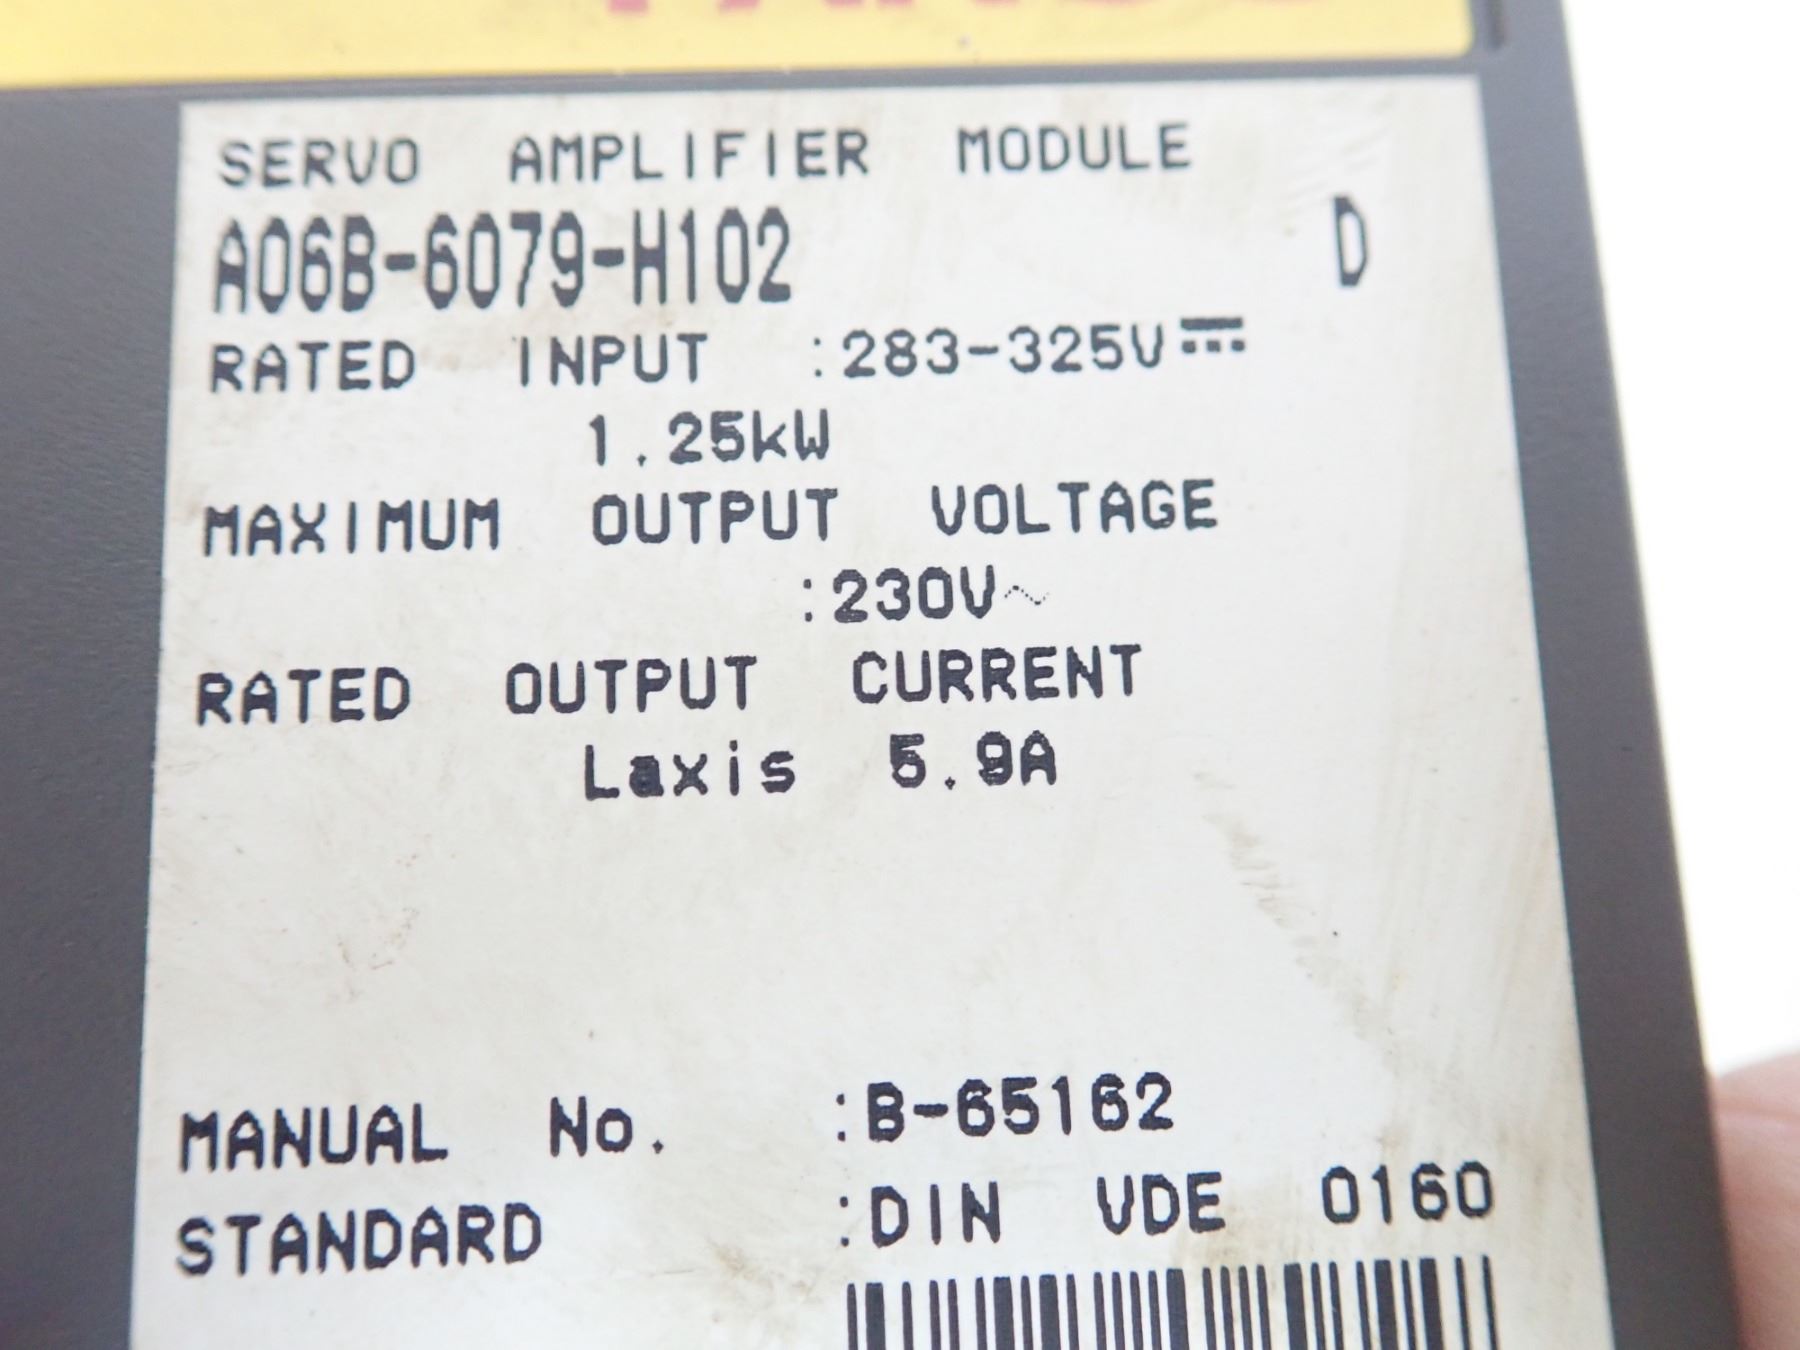 SERVO AMPLIFIER MODULE
A06B-6079-H102 D
RATED INPUT :283-325V⎓
1.25kW
MAXIMUM OUTPUT VOLTAGE
:230V~
RATED OUTPUT CURRENT
Laxis 5.9A
MANUAL No. :B-65162
STANDARD :DIN VDE 0160